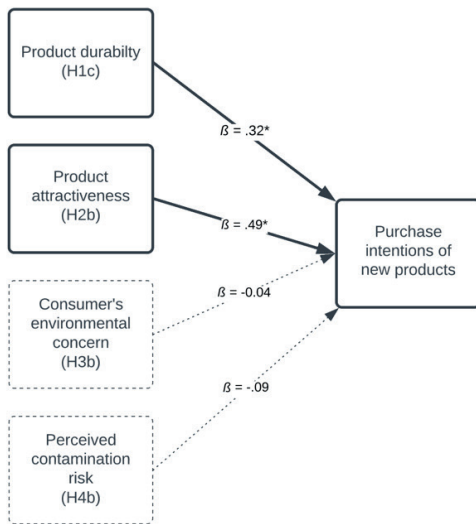 Product durabilty
(H1c)
ß = .32*
Product
attractiveness
(H2b)
ß = .49*
Purchase
intentions of
new products
Consumer's
environmental
concern
(H3b)
ß = -0.04
Perceived
contamination
risk
(H4b)
ß = -.09